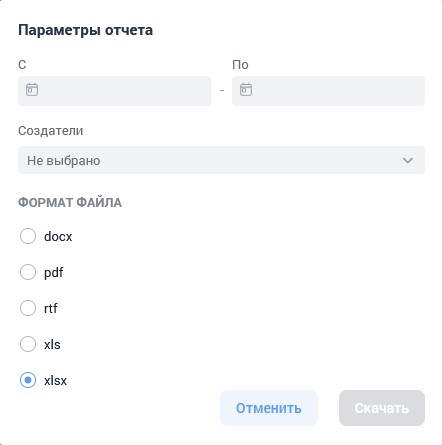 Параметры отчета
С
По
-
Создатели
Не выбрано
ФОРМАТ ФАЙЛА
docx
pdf
rtf
xls
xlsx
Отменить
Скачать